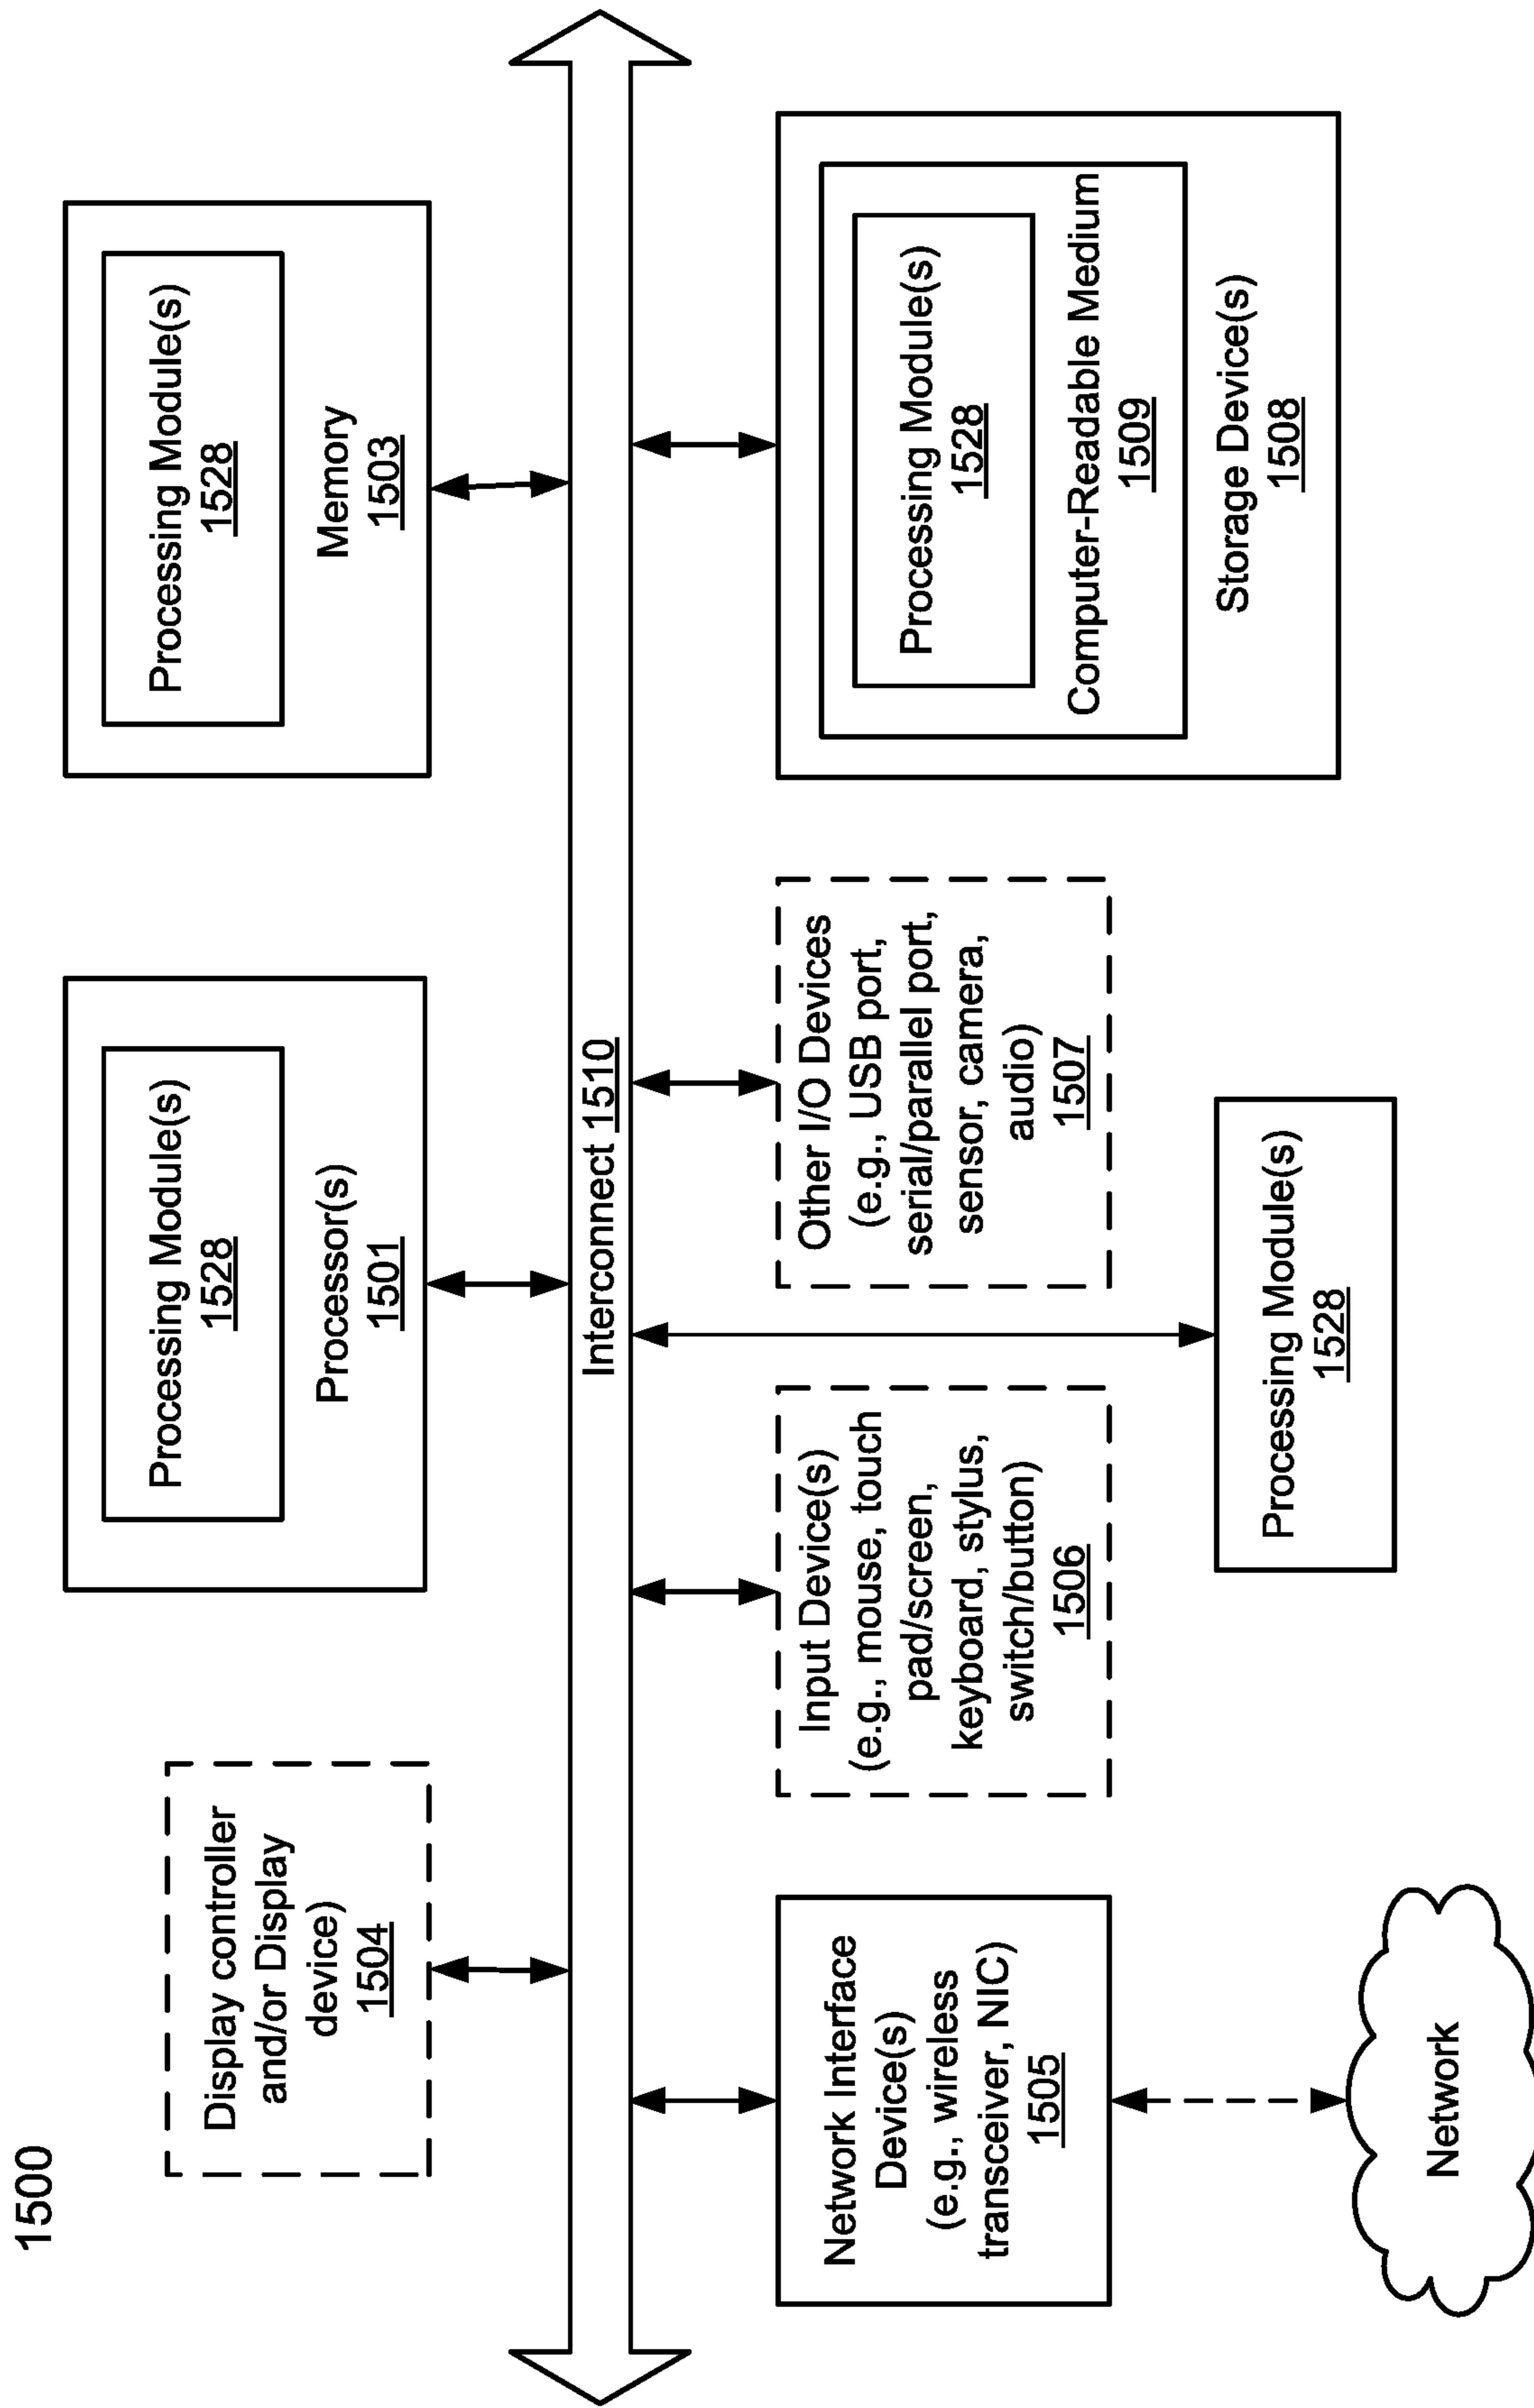 1500
Display controller
and/or Display
device)
1504
Processing Module(s)
1528
Processor(s)
1501
Processing Module(s)
1528
Memory
1503
Interconnect 1510
Network Interface
Device(s)
(e.g., wireless
transceiver, NIC)
1505
Input Device(s)
(e.g., mouse, touch
pad/screen,
keyboard, stylus,
switch/button)
1506
Other I/O Devices
(e.g., USB port,
serial/parallel port,
sensor, camera,
audio)
1507
Processing Module(s)
1528
Computer-Readable Medium
1509
Storage Device(s)
1508
Processing Module(s)
1528
Network